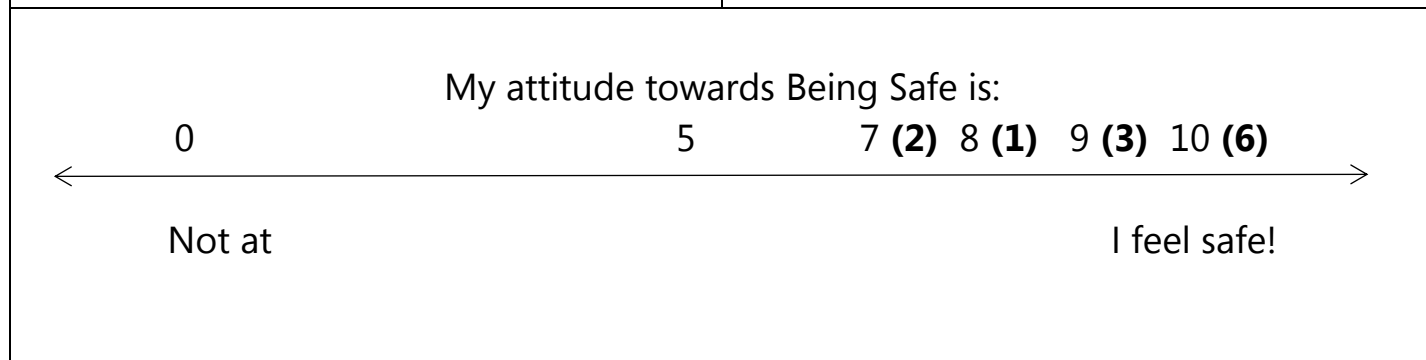 My attitude towards Being Safe is:
0 5 7 (2) 8 (1) 9 (3) 10 (6)
Not at I feel safe!